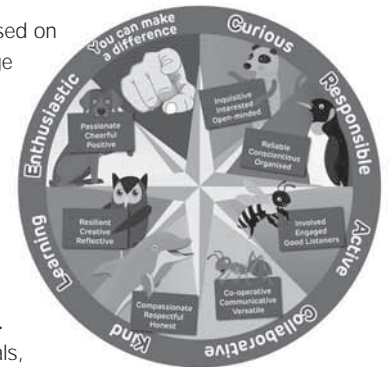 sed on
ge
.
als,
You can make
a difference
Curious
Inquisitive
Interested
Open-minded
Responsible
Reliable
Conscientious
Organised
Active
Involved
Engaged
Good Listeners
Collaborative
Co-operative
Communicative
Versatile
Kind
Compassionate
Respectful
Honest
Learning
Resilient
Creative
Reflective
Enthusiastic
Passionate
Cheerful
Positive